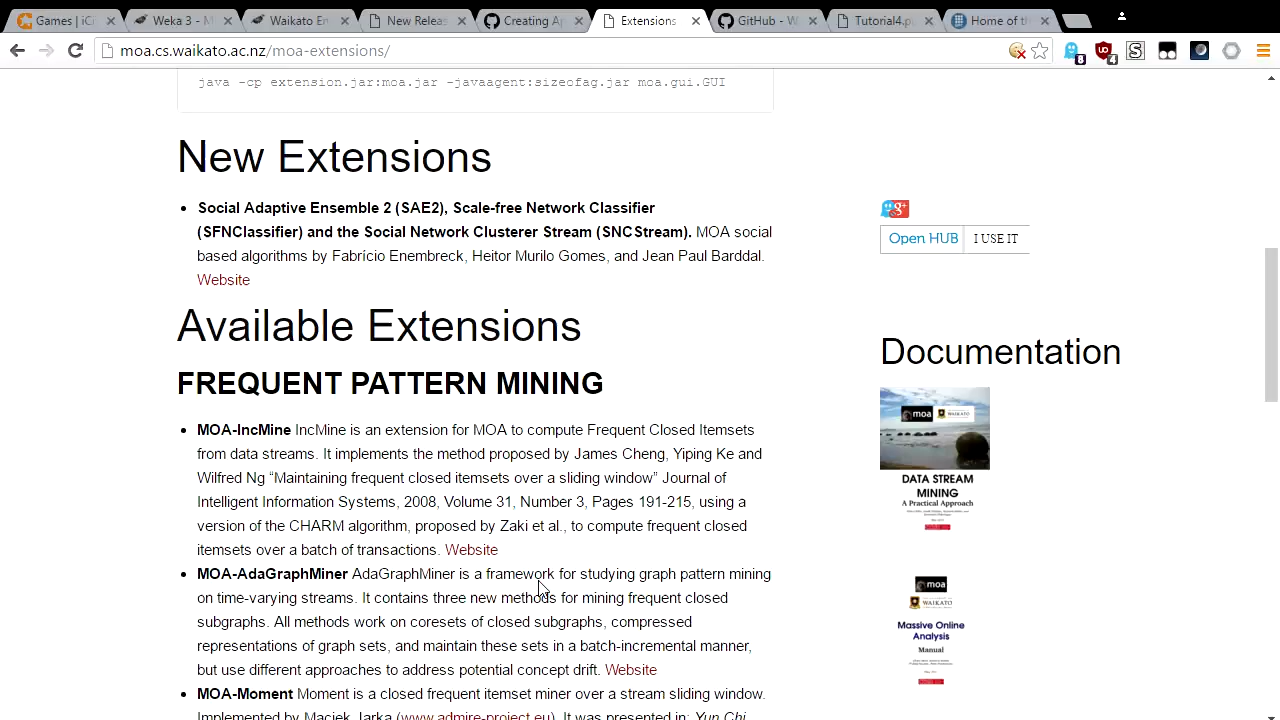 Games | iCi
Weka 3 - M
Waikato En
New Releas
Creating Ap
Extensions
GitHub - W
Tutorial4.p
Home of th
moa.cs.waikato.ac.nz/moa-extensions/
8
4
java -cp extension.jar:moa.jar -javaagent:sizeofag.jar moa.gui.GUI
New Extensions
Social Adaptive Ensemble 2 (SAE2), Scale-free Network Classifier
(SFNClassifier) and the Social Network Clusterer Stream (SNCStream). MOA social
based algorithms by Fabrício Enembreck, Heitor Murilo Gomes, and Jean Paul Barddal.
Website
Available Extensions
FREQUENT PATTERN MINING
MOA-IncMine IncMine is an extension for MOA to compute Frequent Closed Itemsets
from data streams. It implements the method proposed by James Cheng, Yiping Ke and
Wilfred Ng “Maintaining frequent closed itemsets over a sliding window” Journal of
Intelligent Information Systems, 2008, Volume 31, Number 3, Pages 191-215, using a
version of the CHARM algorithm, proposed by Zaki et al., to compute frequent closed
itemsets over a batch of transactions. Website
MOA-AdaGraphMiner AdaGraphMiner is a framework for studying graph pattern mining
on time-varying streams. It contains three new methods for mining frequent closed
subgraphs. All methods work on coresets of closed subgraphs, compressed
representations of graph sets, and maintain these sets in a batch-incremental manner,
but use different approaches to address potential concept drift. Website
MOA-Moment Moment is a closed frequent itemset miner over a stream sliding window.
Implemented by Maciek Jarka (www.admire-project.eu). It was presented in: Yun Chi
g+
Open HUB I USE IT
Documentation
moa WAIKATO
DATA STREAM
MINING
A Practical Approach
moa
WAIKATO
Massive Online
Analysis
Manual